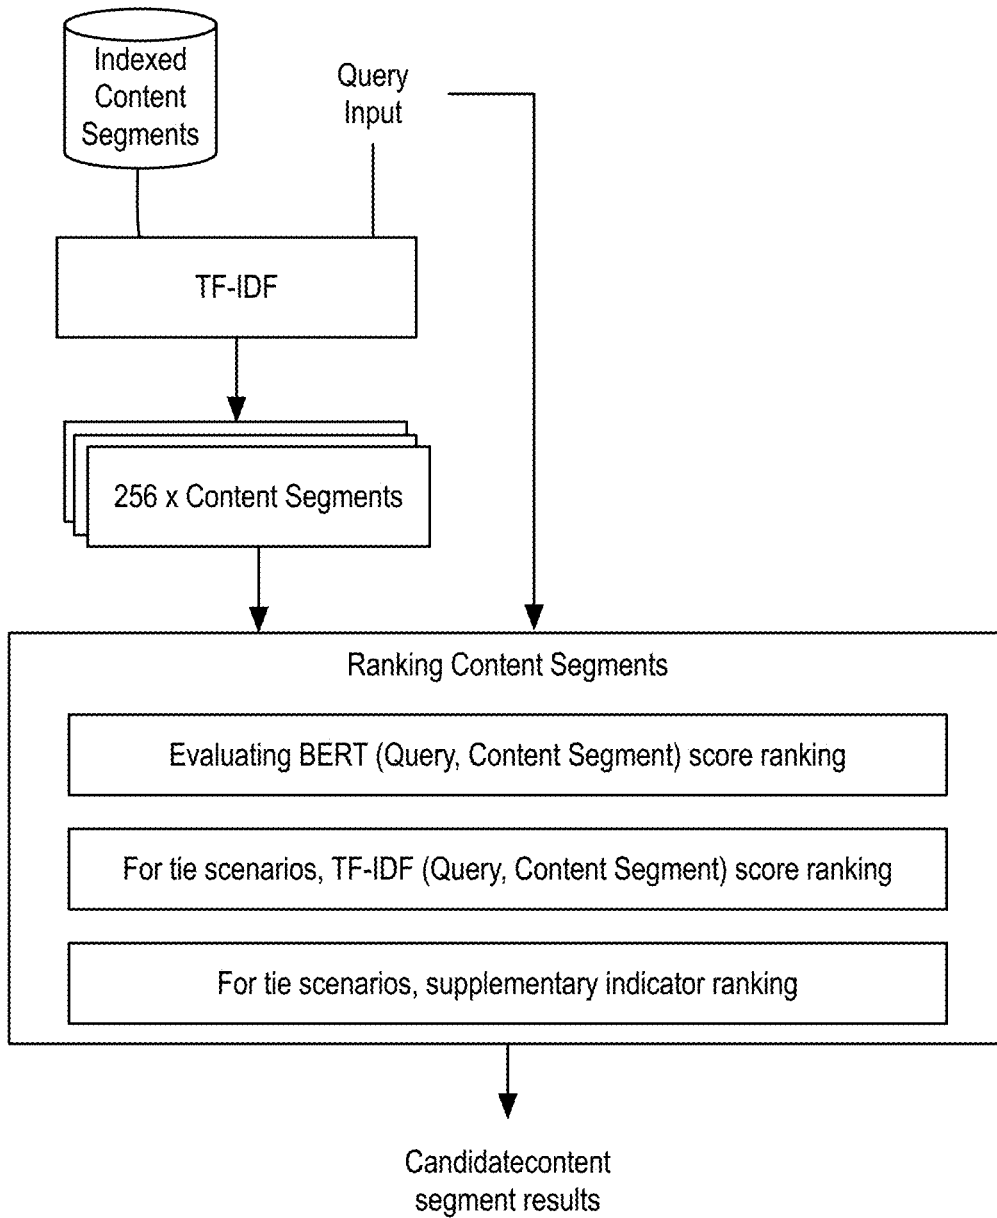 Indexed
Content
Segments
Query
Input
TF-IDF
256 x Content Segments
Ranking Content Segments
Evaluating BERT (Query, Content Segment) score ranking
For tie scenarios, TF-IDF (Query, Content Segment) score ranking
For tie scenarios, supplementary indicator ranking
Candidatecontent
segment results